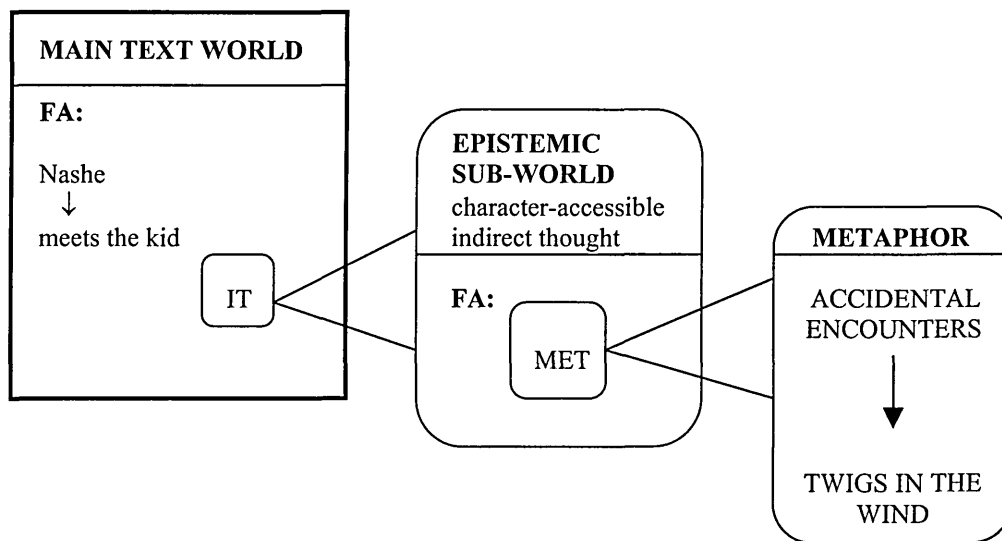 MAIN TEXT WORLD
FA:
Nashe
↓
meets the kid
IT
EPISTEMIC
SUB-WORLD
character-accessible
indirect thought
FA:
MET
METAPHOR
ACCIDENTAL
ENCOUNTERS
TWIGS IN THE
WIND